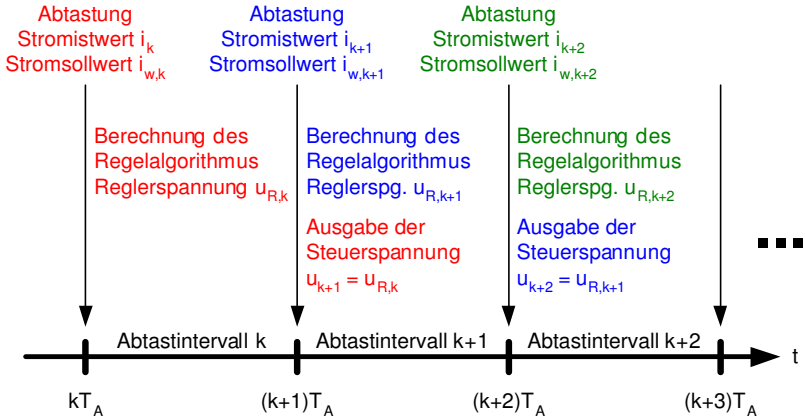 Abtastung
Stromistwert i_k
Stromsollwert i_w,k
Abtastung
Stromistwert i_k+1
Stromsollwert i_w,k+1
Abtastung
Stromistwert i_k+2
Stromsollwert i_w,k+2
Berechnung des
Regelalgorithmus
Reglerspannung u_R,k
Berechnung des
Regelalgorithmus
Reglerspg. u_R,k+1
Berechnung des
Regelalgorithmus
Reglerspg. u_R,k+2
Ausgabe der
Steuerspannung
u_k+1 = u_R,k
Ausgabe der
Steuerspannung
u_k+2 = u_R,k+1
Abtastintervall k
Abtastintervall k+1
Abtastintervall k+2
t
kT_A
(k+1)T_A
(k+2)T_A
(k+3)T_A